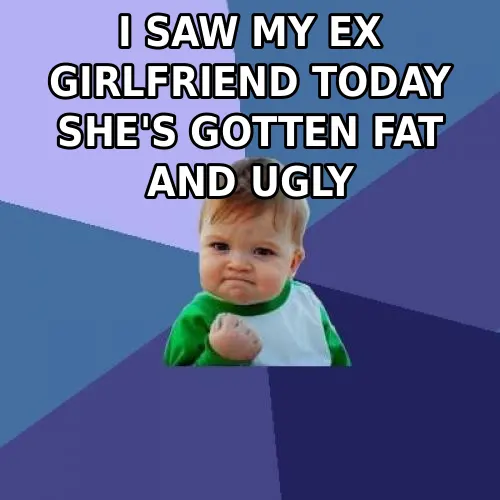 I SAW MY EX
GIRLFRIEND TODAY
SHE'S GOTTEN FAT
AND UGLY